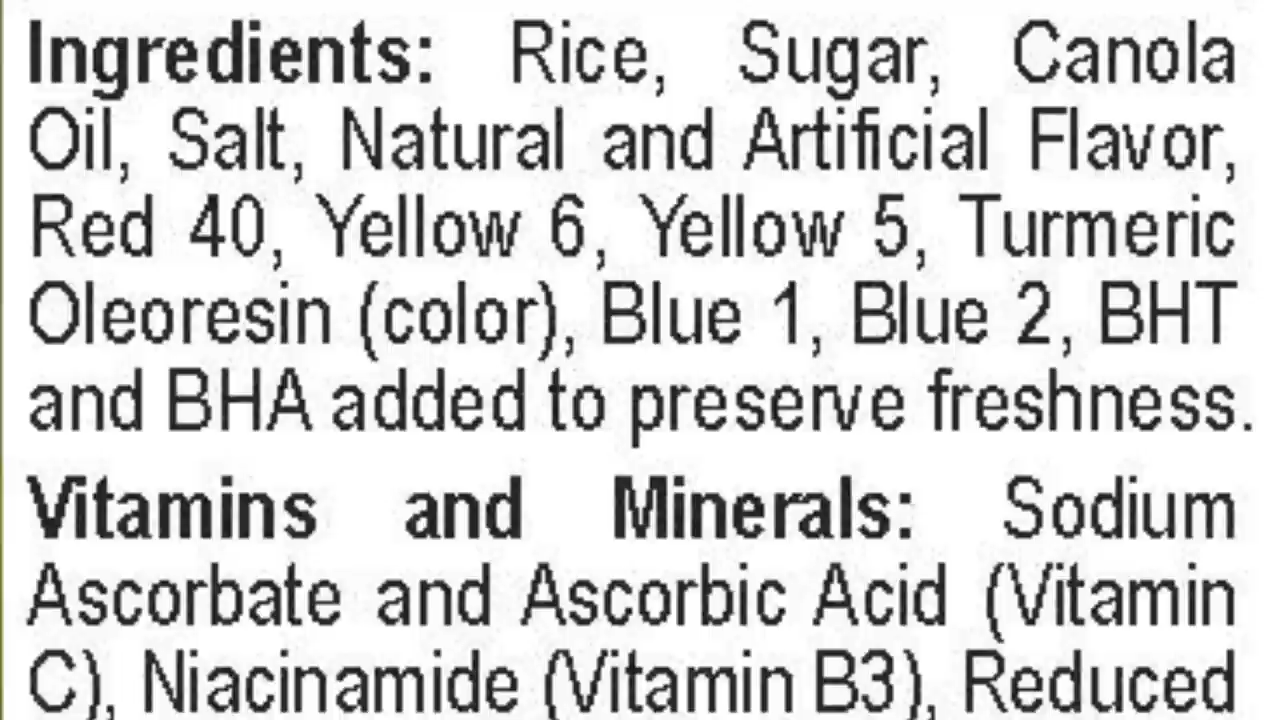 Ingredients: Rice, Sugar, Canola
Oil, Salt, Natural and Artificial Flavor,
Red 40, Yellow 6, Yellow 5, Turmeric
Oleoresin (color), Blue 1, Blue 2, BHT
and BHA added to preserve freshness.
Vitamins and Minerals: Sodium
Ascorbate and Ascorbic Acid (Vitamin
C), Niacinamide (Vitamin B3), Reduced